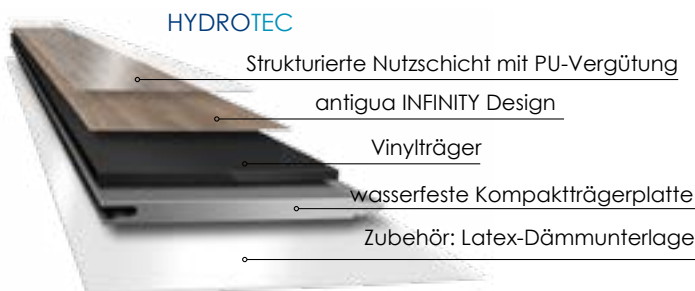 HYDROTEC
Strukturierte Nutzschicht mit PU-Vergütung
antigua INFINITY Design
Vinylträger
wasserfeste Kompaktträgerplatte
Zubehör: Latex-Dämmunterlage